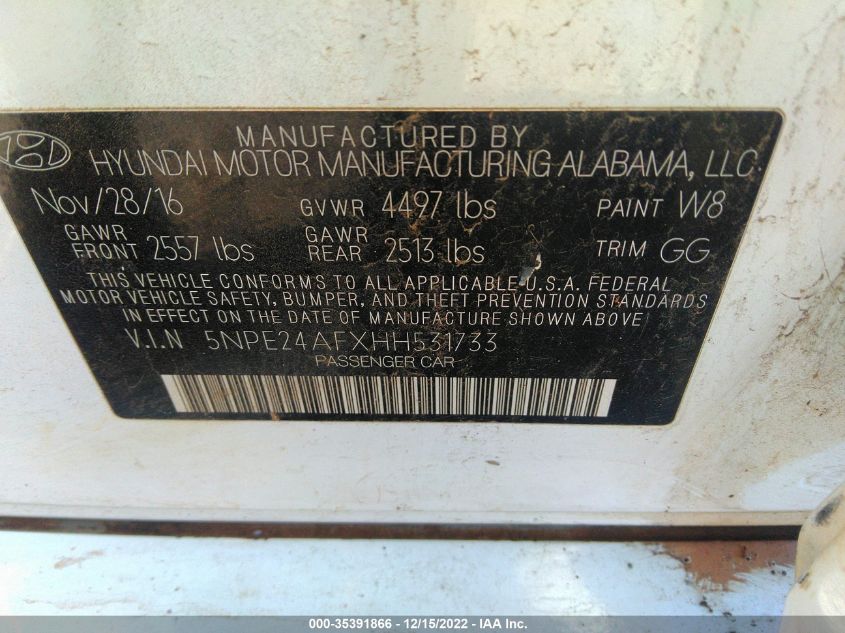 MANUFACTURED BY
HYUNDAI MOTOR MANUFACTURING ALABAMA, LLC
Nov/28/16 GVWR 4497 lbs PAINT W8
GAWR FRONT 2557 lbs GAWR REAR 2513 lbs TRIM GG
THIS VEHICLE CONFORMS TO ALL APPLICABLE U.S.A. FEDERAL
MOTOR VEHICLE SAFETY, BUMPER, AND THEFT PREVENTION STANDARDS
IN EFFECT ON THE DATE OF MANUFACTURE SHOWN ABOVE
V.I.N 5NPE24AFXHH531733
PASSENGER CAR
000-35391866 - 12/15/2022 - IAA Inc.